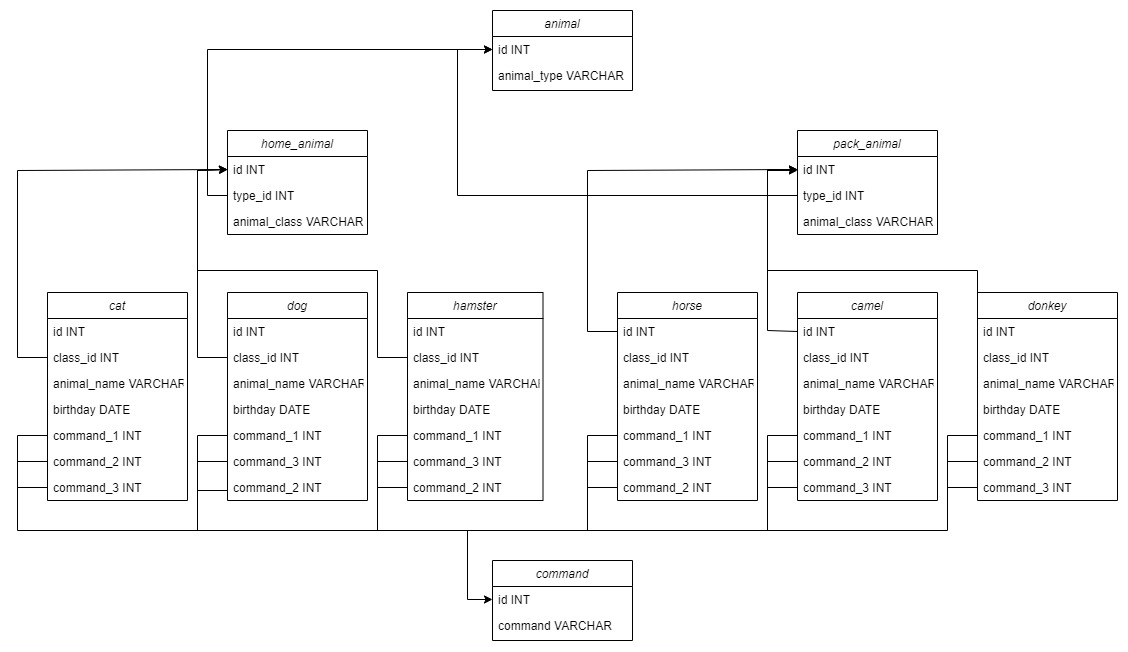 animal
id INT
animal_type VARCHAR
home_animal
id INT
type_id INT
animal_class VARCHAR
pack_animal
id INT
type_id INT
animal_class VARCHAR
cat
id INT
class_id INT
animal_name VARCHAR
birthday DATE
command_1 INT
command_2 INT
command_3 INT
dog
id INT
class_id INT
animal_name VARCHAR
birthday DATE
command_1 INT
command_3 INT
command_2 INT
hamster
id INT
class_id INT
animal_name VARCHAI
birthday DATE
command_1 INT
command_3 INT
command_2 INT
horse
id INT
class_id INT
animal_name VARCHAR
birthday DATE
command_1 INT
command_3 INT
command_2 INT
camel
id INT
class_id INT
animal_name VARCHAR
birthday DATE
command_1 INT
command_2 INT
command_3 INT
donkey
id INT
class_id INT
animal_name VARCHAR
birthday DATE
command_1 INT
command_2 INT
command_3 INT
command
id INT
command VARCHAR